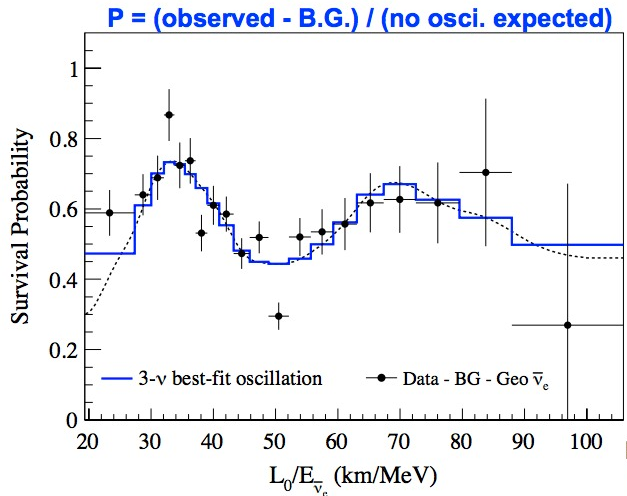 P = (observed - B.G.) / (no osci. expected)
Survival Probability
1
0.8
0.6
0.4
0.2
0
3-ν best-fit oscillation
Data - BG - Geo ν̅e
20 30 40 50 60 70 80 90 100
L0/Eν̅e (km/MeV)